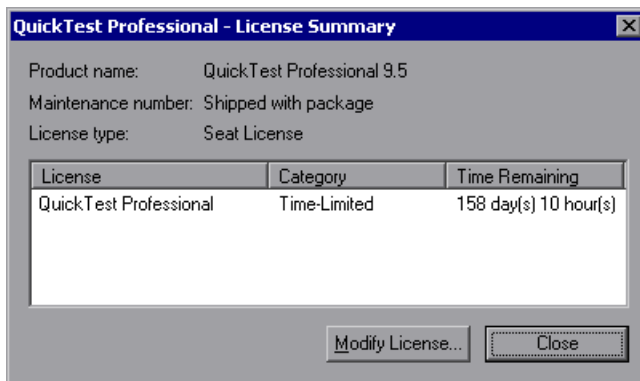 QuickTest Professional - License Summary
Product name: QuickTest Professional 9.5
Maintenance number: Shipped with package
License type: Seat License
License Category Time Remaining
QuickTest Professional Time-Limited 158 day(s) 10 hour(s)
Modify License... Close